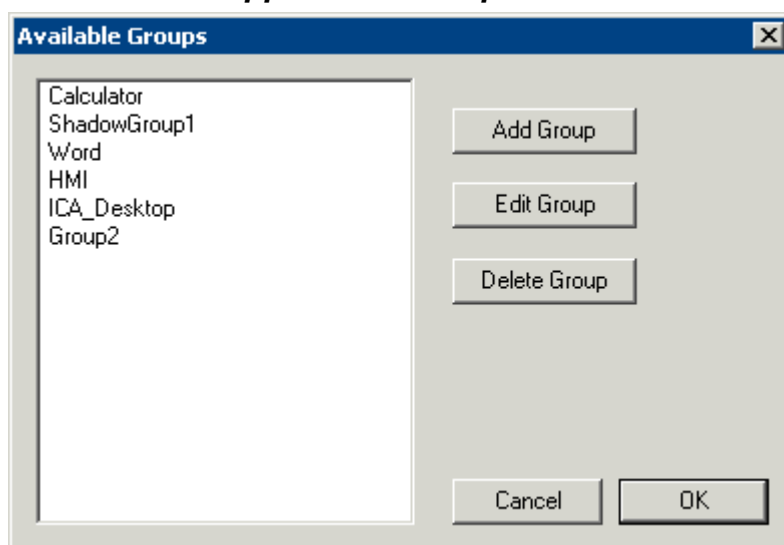 Available Groups
Calculator
ShadowGroup1
Word
HMI
ICA_Desktop
Group2
Add Group
Edit Group
Delete Group
Cancel
OK